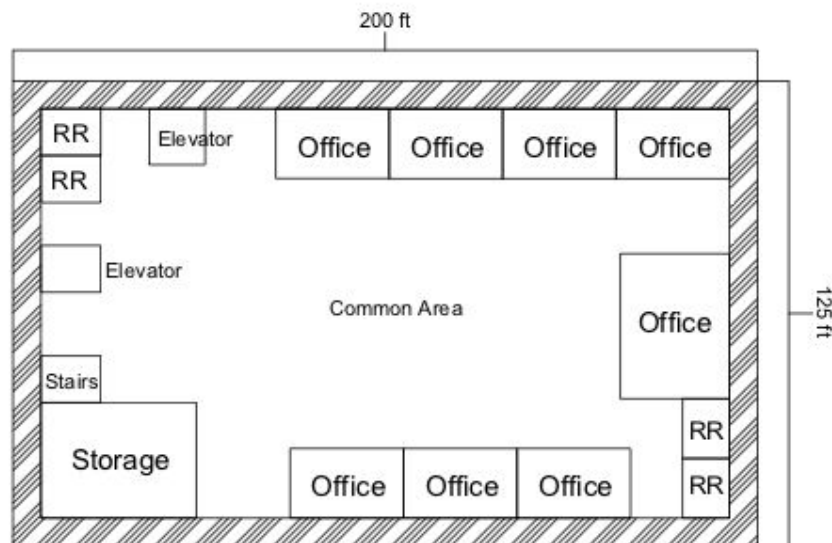 200 ft
RR
Elevator
Office Office Office Office
RR
Elevator
Common Area
Office
125 ft
Stairs
RR
Storage
Office Office Office
RR